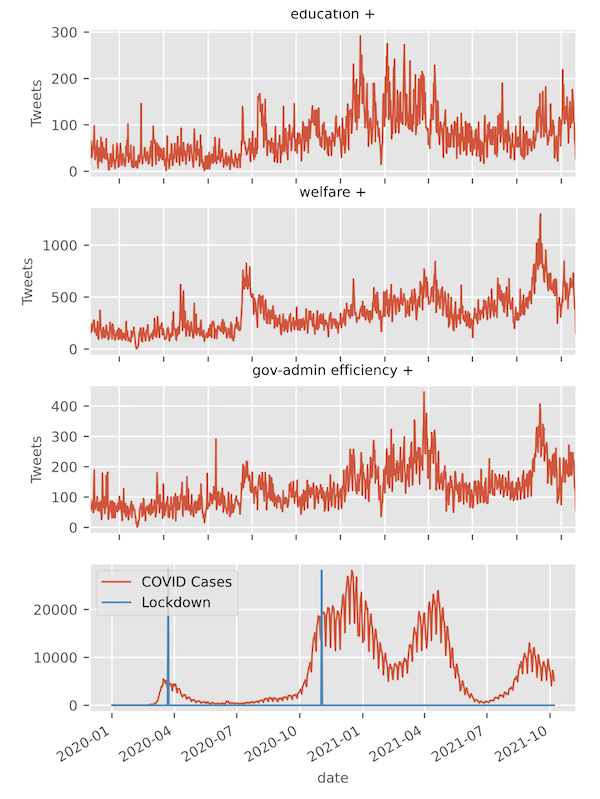 education +
300
200
100
0
Tweets
welfare +
1000
500
0
Tweets
gov-admin efficiency +
400
300
200
100
0
Tweets
COVID Cases
Lockdown
20000
10000
0
2020-01 2020-04 2020-07 2020-10 2021-01 2021-04 2021-07 2021-10
date